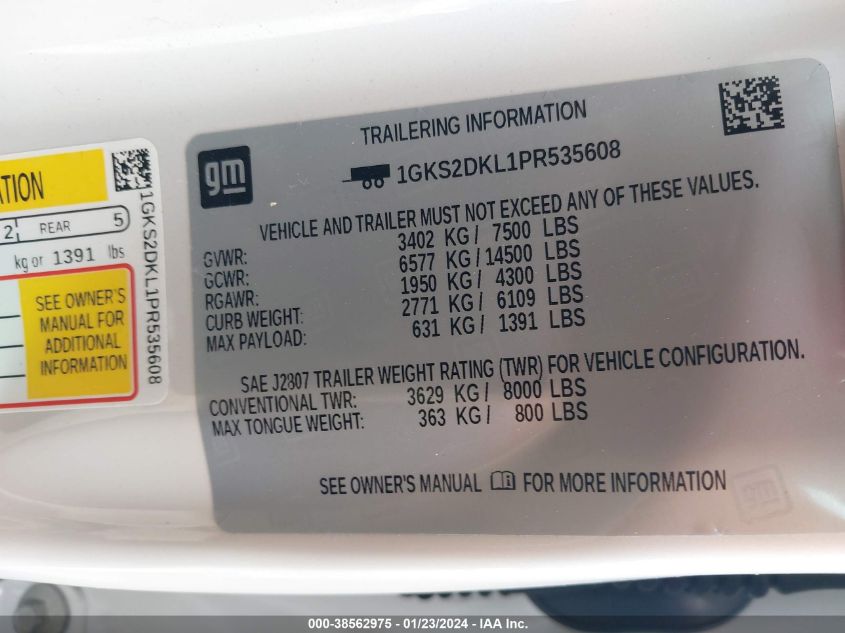 TRAILERING INFORMATION
gm
1GKS2DKL1PR535608
VEHICLE AND TRAILER MUST NOT EXCEED ANY OF THESE VALUES.
GVWR: 3402 KG / 7500 LBS
GCWR: 6577 KG / 14500 LBS
RGAWR: 1950 KG / 4300 LBS
CURB WEIGHT: 2771 KG / 6109 LBS
MAX PAYLOAD: 631 KG / 1391 LBS
SAE J2807 TRAILER WEIGHT RATING (TWR) FOR VEHICLE CONFIGURATION.
CONVENTIONAL TWR: 3629 KG / 8000 LBS
MAX TONGUE WEIGHT: 363 KG / 800 LBS
SEE OWNER'S MANUAL i FOR MORE INFORMATION
gm
2 REAR 5
kg or 1391 lbs
SEE OWNER'S
MANUAL FOR
ADDITIONAL
INFORMATION
1GKS2DKL1PR535608
000-38562975 - 01/23/2024 - IAA Inc.